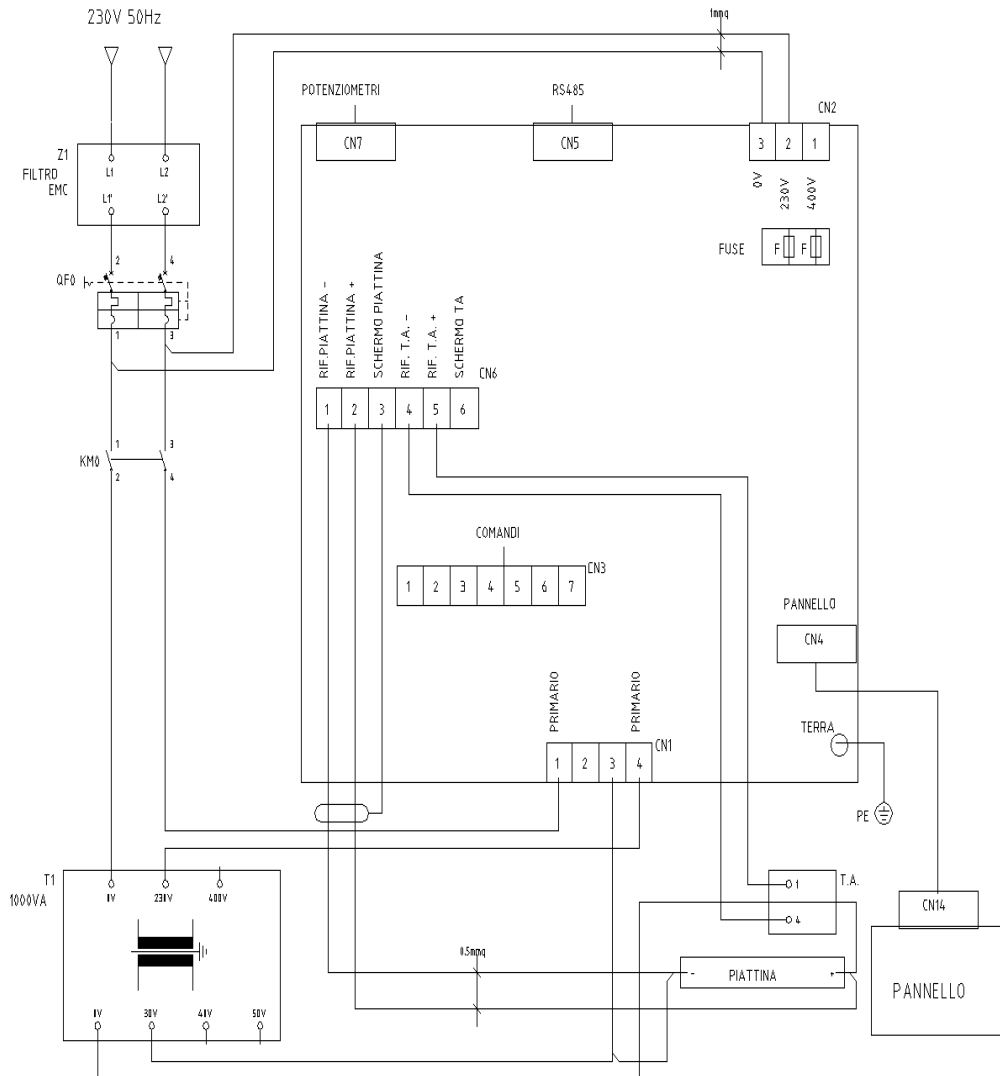 230V 50Hz
1mmq
POTENZIOMETRI
RS485
CN2
CN7
CN5
3 2 1
Z1
L1 L2
FILTRO
EMC
L1' L2'
0V
230V
400V
FUSE
F F
2 4
QF0
1 3
RIF.PIATTINA -
RIF.PIATTINA +
SCHERMO PIATTINA
RIF. T.A. -
RIF. T.A. +
SCHERMO TA
CN6
1 2 3 4 5 6
1 3
KM0
2 4
COMANDI
CN3
1 2 3 4 5 6 7
PANNELLO
CN4
PRIMARIO
PRIMARIO
TERRA
CN1
1 2 3 4
PE
T1
1000VA
0V 230V 400V
T.A.
1
4
CN14
0.5mmq
- PIATTINA +
PANNELLO
0V 30V 40V 50V